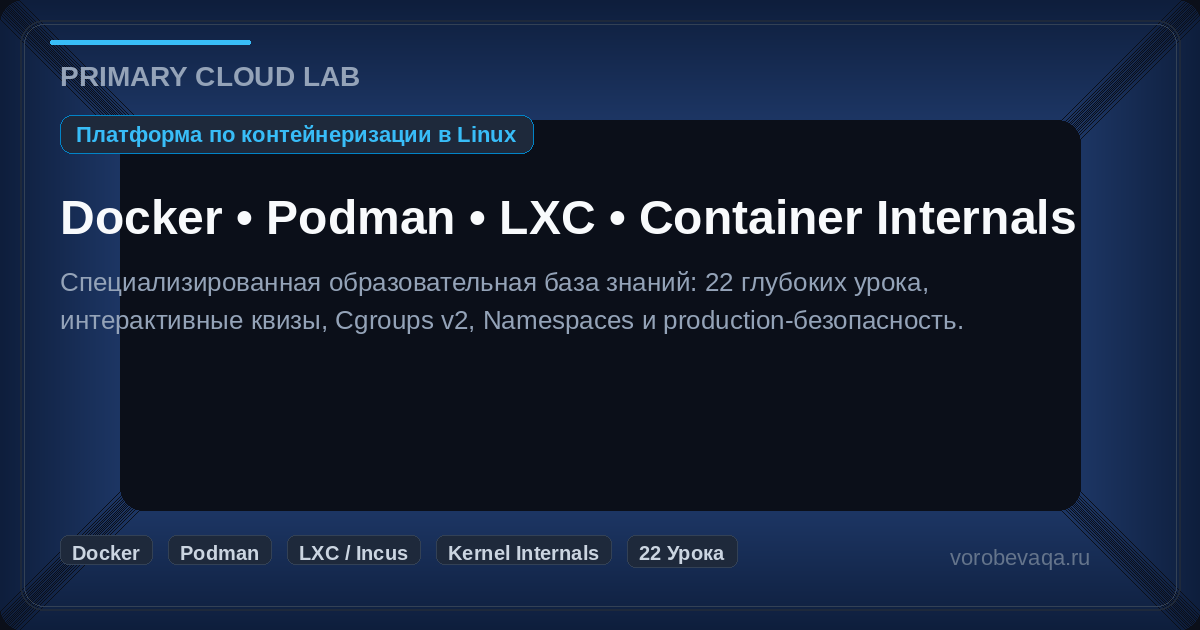 PRIMARY CLOUD LAB
Платформа по контейнеризации в Linux
Docker • Podman • LXC • Container Internals
Специализированная образовательная база знаний: 22 глубоких урока,
интерактивные квизы, Cgroups v2, Namespaces и production-безопасность.
Docker
Podman
LXC / Incus
Kernel Internals
22 Урока
vorobevaqa.ru